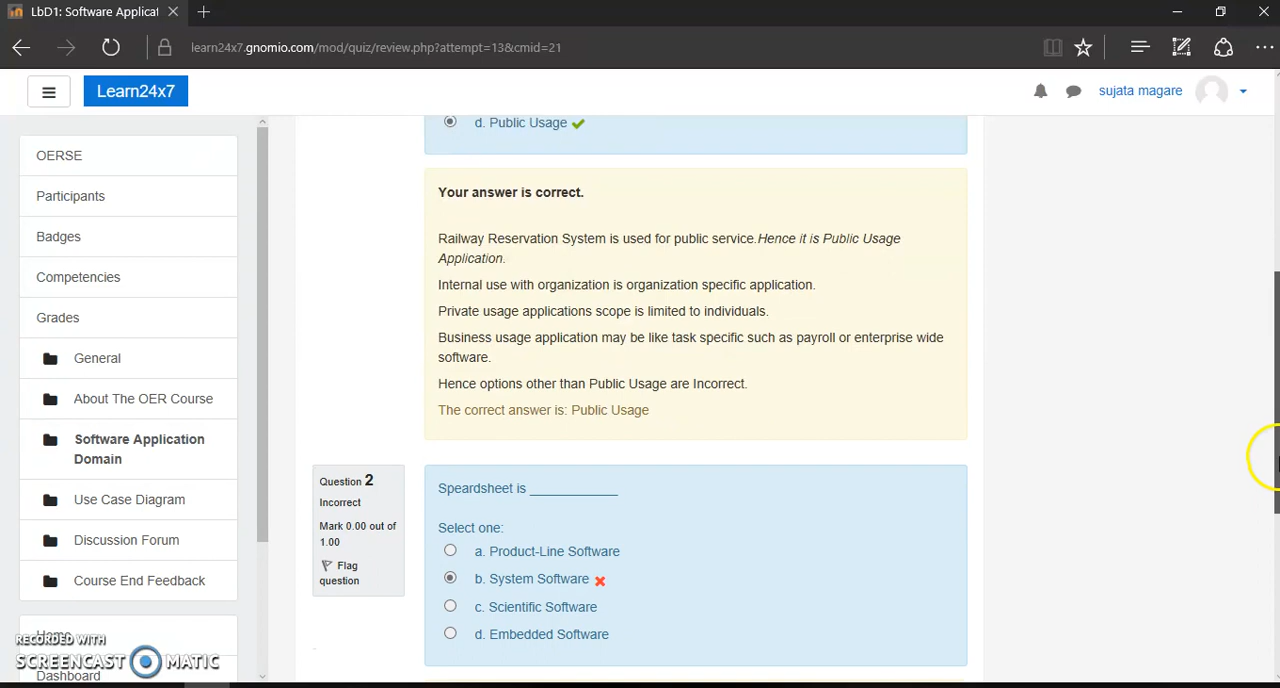 LbD1: Software Applicat
learn24x7.gnomio.com/mod/quiz/review.php?attempt=13&cmid=21
Learn24x7
sujata magare
OERSE
Participants
Badges
Competencies
Grades
General
About The OER Course
Software Application
Domain
Use Case Diagram
Discussion Forum
Course End Feedback
Home
Dashboard
d. Public Usage
Your answer is correct.
Railway Reservation System is used for public service.Hence it is Public Usage
Application.
Internal use with organization is organization specific application.
Private usage applications scope is limited to individuals.
Business usage application may be like task specific such as payroll or enterprise wide
software.
Hence options other than Public Usage are Incorrect.
The correct answer is: Public Usage
Question 2
Incorrect
Mark 0.00 out of
1.00
Flag
question
Speardsheet is ____________
Select one:
a. Product-Line Software
b. System Software
c. Scientific Software
d. Embedded Software
RECORDED WITH
SCREENCAST MATIC